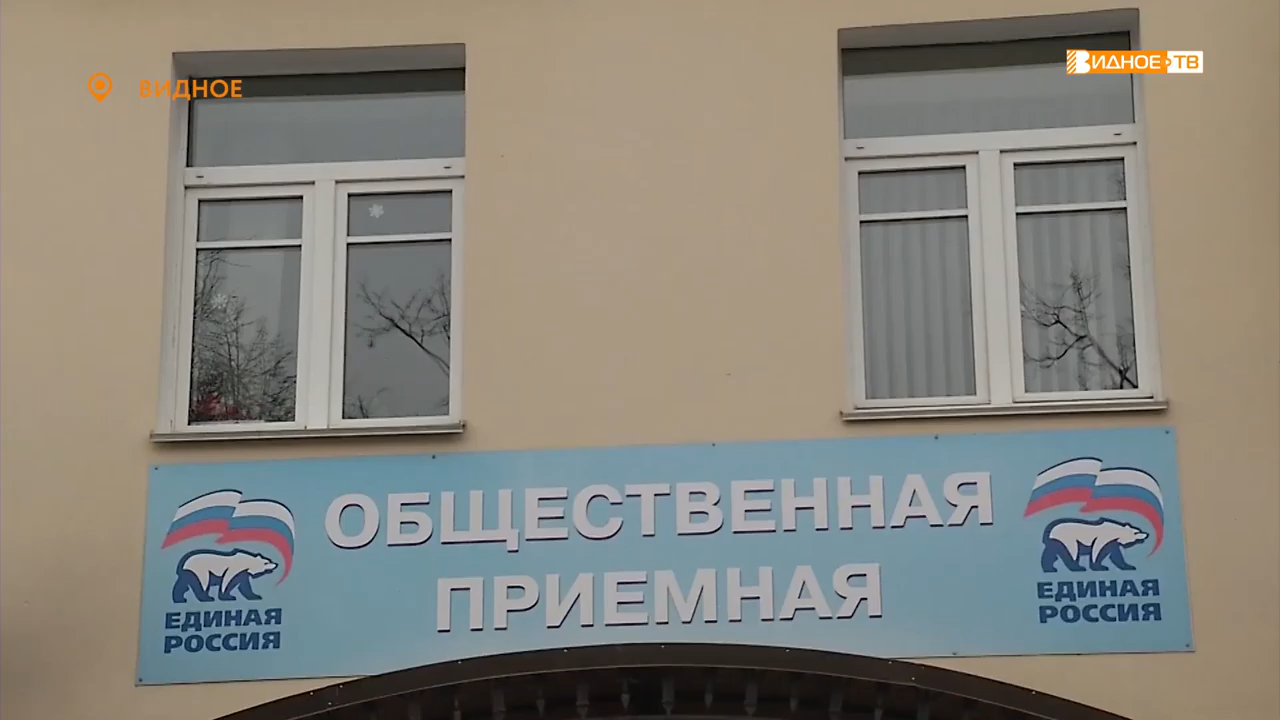 ВИДНОЕ
ВИДНОЕ ТВ
ОБЩЕСТВЕННАЯ
ПРИЕМНАЯ
ЕДИНАЯ
РОССИЯ
ЕДИНАЯ
РОССИЯ